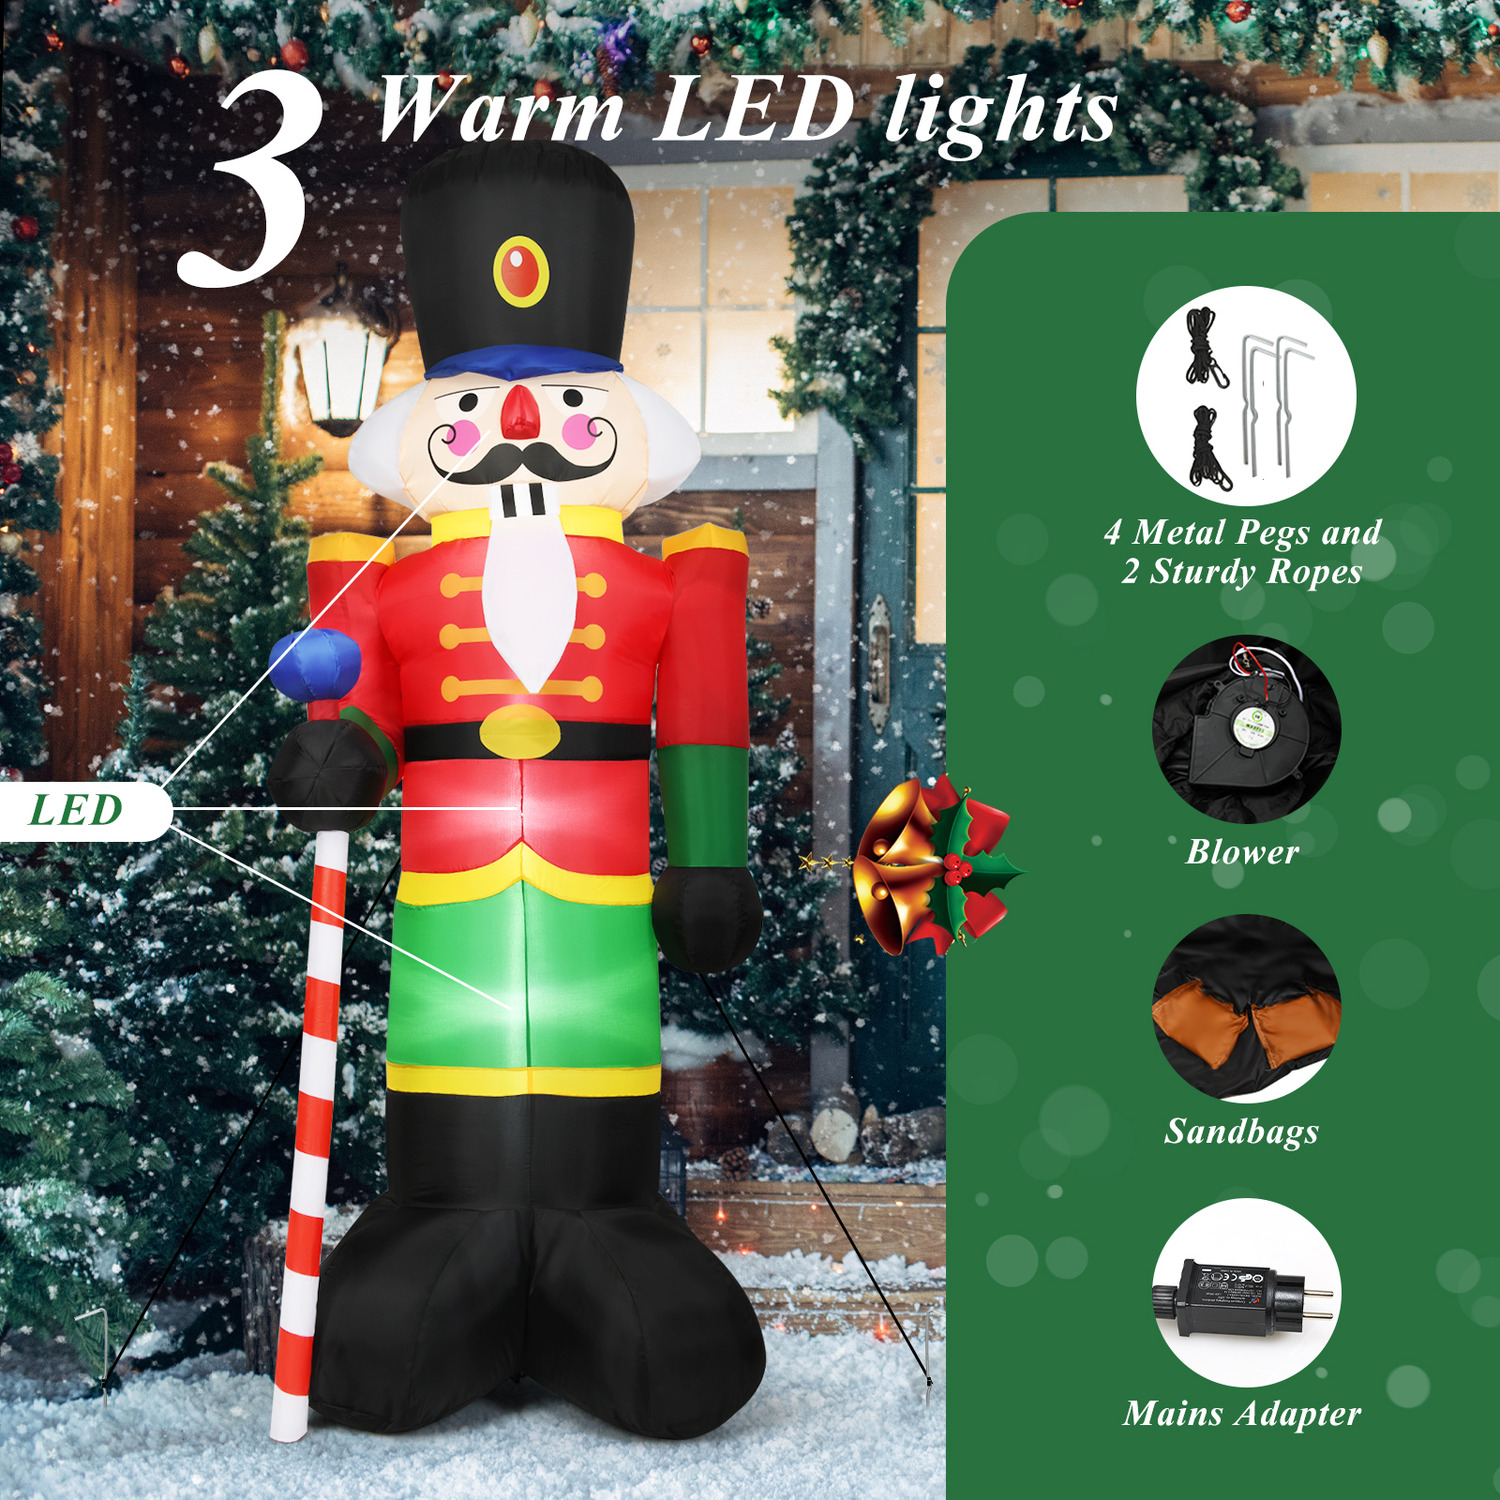 3 Warm LED lights
LED
4 Metal Pegs and
2 Sturdy Ropes
Blower
Sandbags
Mains Adapter